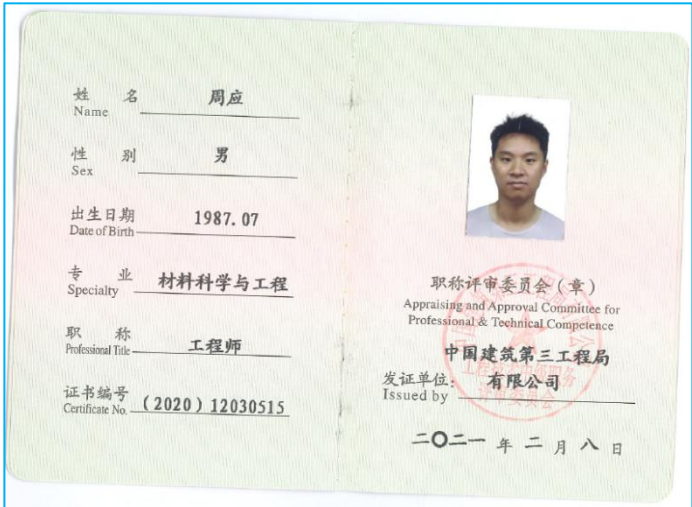 姓名 周应
Name
性别 男
Sex
出生日期 1987.07
Date of Birth
专业 材料科学与工程
Specialty
职称 工程师
Professional Title
证书编号 (2020)12030515
Certificate No.
职称评审委员会(章)
Appraising and Approval Committee for
Professional & Technical Competence
中国建筑第三工程局
发证单位: 有限公司
Issued by
二〇二一 年 二 月 八 日